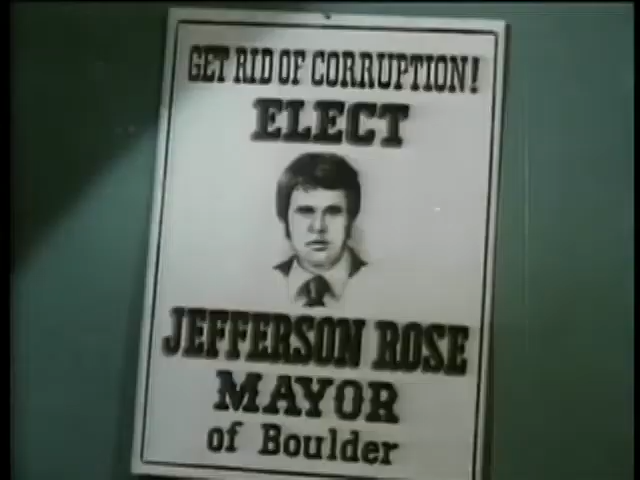 GET RID OF CORRUPTION!
ELECT
JEFFERSON ROSE
MAYOR
of Boulder